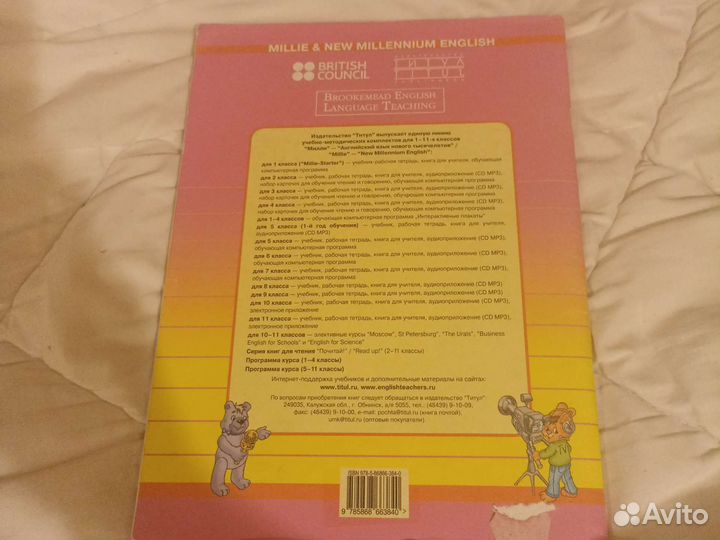 MILLIE & NEW MILLENNIUM ENGLISH
BRITISH
COUNCIL
ТИТУЛ
TITUL
BROOKEMEAD ENGLISH
LANGUAGE TEACHING
Издательство "Титул" выпускает единую линию
учебно-методических комплектов для 1–11-х классов
"Милли" — "Английский язык нового тысячелетия" /
"Millie" — "New Millennium English":
для 1 класса ("Millie-Starter") — учебник-рабочая тетрадь, книга для учителя, обучающая
компьютерная программа
для 2 класса — учебник, рабочая тетрадь, книга для учителя, аудиоприложение (CD MP3),
набор карточек для обучения чтению и говорению, обучающая компьютерная программа
для 3 класса — учебник, рабочая тетрадь, книга для учителя, аудиоприложение (CD MP3),
набор карточек для обучения чтению и говорению, обучающая компьютерная программа
для 4 класса — учебник, рабочая тетрадь, книга для учителя, аудиоприложение (CD MP3),
набор карточек для обучения чтению и говорению, обучающая компьютерная программа
для 1–4 классов — обучающая компьютерная программа "Интерактивные плакаты"
для 5 класса (1-й год обучения) — учебник, рабочая тетрадь, книга для учителя,
аудиоприложение (CD MP3)
для 5 класса — учебник, рабочая тетрадь, книга для учителя, аудиоприложение (CD MP3),
обучающая компьютерная программа
для 6 класса — учебник, рабочая тетрадь, книга для учителя, аудиоприложение (CD MP3),
обучающая компьютерная программа
для 7 класса — учебник, рабочая тетрадь, книга для учителя, аудиоприложение (CD MP3),
обучающая компьютерная программа
для 8 класса — учебник, рабочая тетрадь, книга для учителя, аудиоприложение (CD MP3)
для 9 класса — учебник, рабочая тетрадь, книга для учителя, аудиоприложение (CD MP3)
для 10 класса — учебник, рабочая тетрадь, книга для учителя, аудиоприложение (CD MP3),
электронное приложение
для 11 класса — учебник, рабочая тетрадь, книга для учителя, аудиоприложение (CD MP3),
электронное приложение
для 10–11 классов — элективные курсы "Moscow", St Petersburg", "The Urals", "Business
English for Schools" и "English for Science"
Серия книг для чтения "Почитай!" / "Read up!" (2–11 классы)
Программа курса (1–4 классы)
Программа курса (5–11 классы)
Интернет-поддержка учебников и дополнительные материалы на сайтах:
www.titul.ru, www.englishteachers.ru
По вопросам приобретения книг следует обращаться в издательство "Титул":
249035, Калужская обл., г. Обнинск, а/я 5055, тел.: (48439) 9-10-09,
факс: (48439) 9-10-00, e-mail: pochta@titul.ru (книга почтой),
umk@titul.ru (оптовые покупатели)
TV
ISBN 978-5-86866-384-0
9 785868 663840 >
Avito